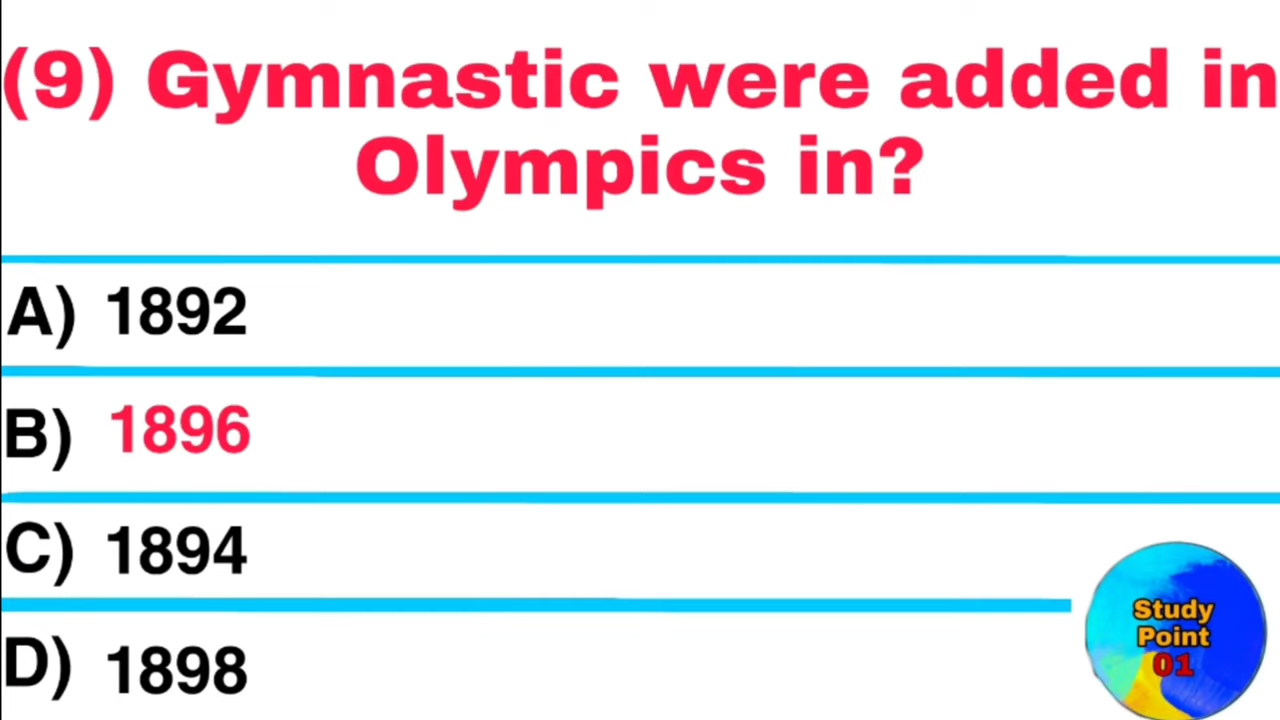 (9) Gymnastic were added in
Olympics in?
A) 1892
B) 1896
C) 1894
D) 1898
Study
Point
01